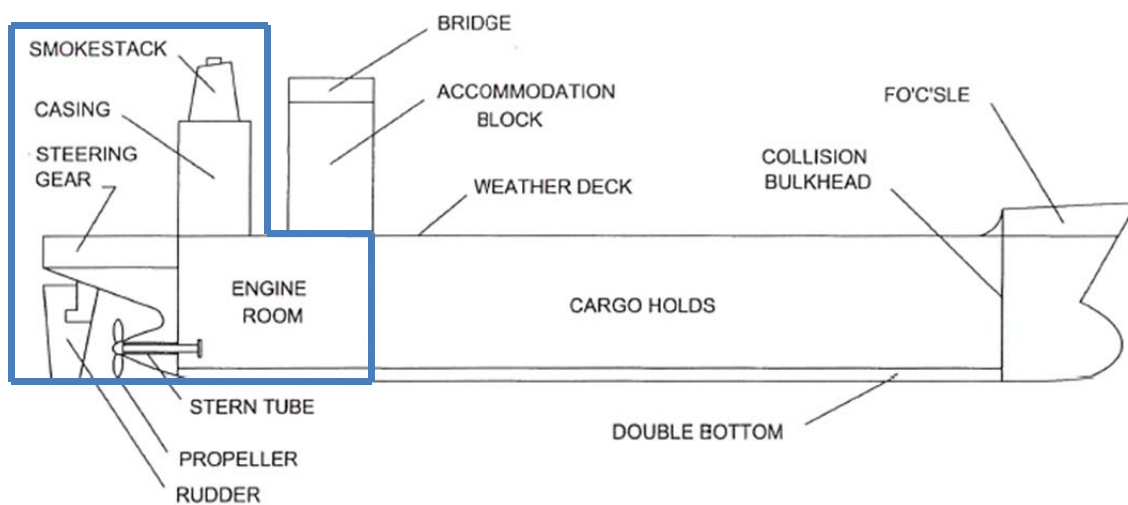 BRIDGE
SMOKESTACK
ACCOMMODATION
BLOCK
FO'C'SLE
CASING
STEERING
GEAR
COLLISION
BULKHEAD
WEATHER DECK
ENGINE
ROOM
CARGO HOLDS
STERN TUBE
DOUBLE BOTTOM
PROPELLER
RUDDER